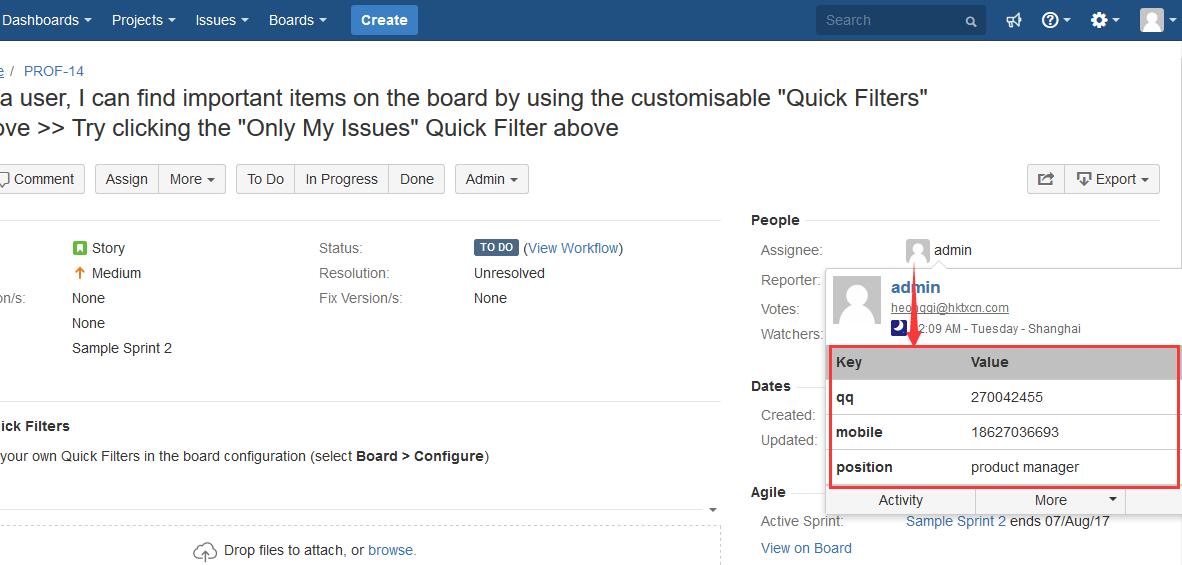 Dashboards Projects Issues Boards Create Search
/ PROF-14
a user, I can find important items on the board by using the customisable "Quick Filters"
ove >> Try clicking the "Only My Issues" Quick Filter above
Comment Assign More To Do In Progress Done Admin Export
People
Story Status: TO DO (View Workflow) Assignee: admin
Medium Resolution: Unresolved Reporter:
on/s: None Fix Version/s: None Votes:
None Watchers:
Sample Sprint 2
admin
@hktxcn.com
2:09 AM - Tuesday - Shanghai
Key Value
qq 270042455
mobile 18627036693
position product manager
Activity More
Dates
Created:
Updated:
ick Filters
your own Quick Filters in the board configuration (select Board > Configure)
Agile
Active Sprint: Sample Sprint 2 ends 07/Aug/17
View on Board
Drop files to attach, or browse.